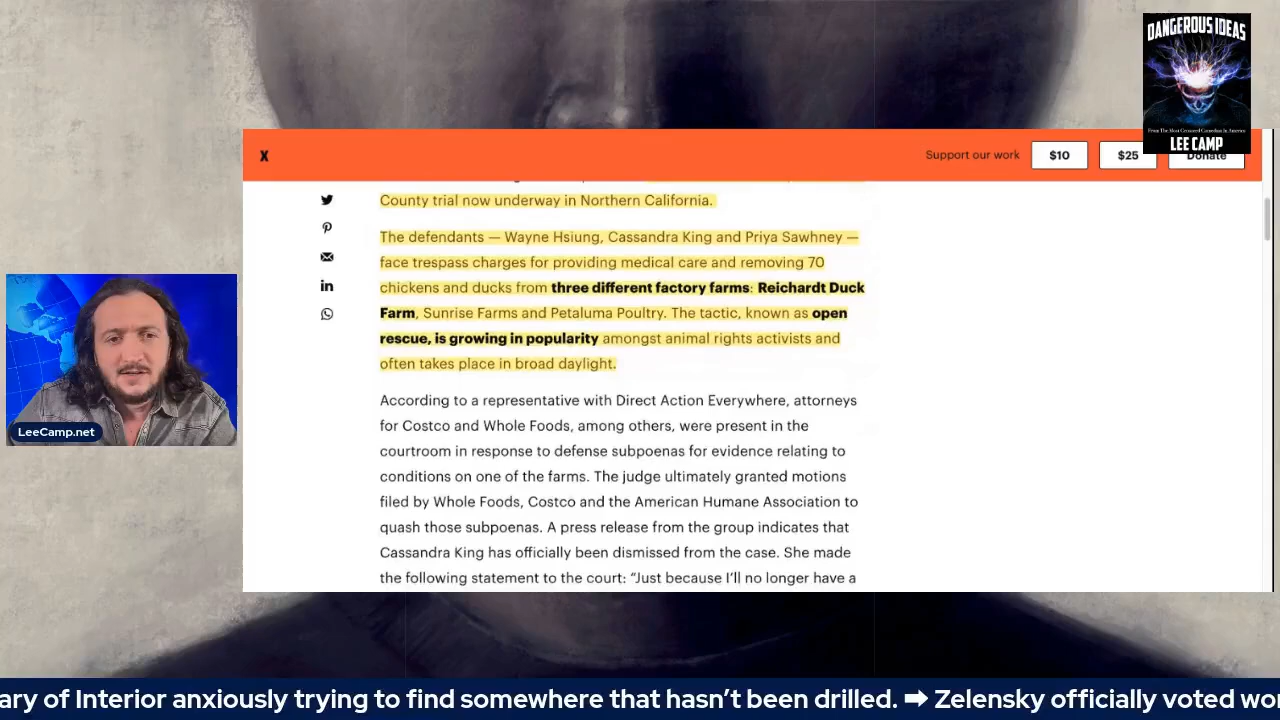 DANGEROUS IDEAS
From The Most Censored Comedian In America
LEE CAMP
X
Support our work
$10
$25
Donate
County trial now underway in Northern California.
The defendants — Wayne Hsiung, Cassandra King and Priya Sawhney —
face trespass charges for providing medical care and removing 70
chickens and ducks from three different factory farms: Reichardt Duck
Farm, Sunrise Farms and Petaluma Poultry. The tactic, known as open
rescue, is growing in popularity amongst animal rights activists and
often takes place in broad daylight.
According to a representative with Direct Action Everywhere, attorneys
for Costco and Whole Foods, among others, were present in the
courtroom in response to defense subpoenas for evidence relating to
conditions on one of the farms. The judge ultimately granted motions
filed by Whole Foods, Costco and the American Humane Association to
quash those subpoenas. A press release from the group indicates that
Cassandra King has officially been dismissed from the case. She made
the following statement to the court: “Just because I’ll no longer have a
LeeCamp.net
ary of Interior anxiously trying to find somewhere that hasn’t been drilled. ➡ Zelensky officially voted wo